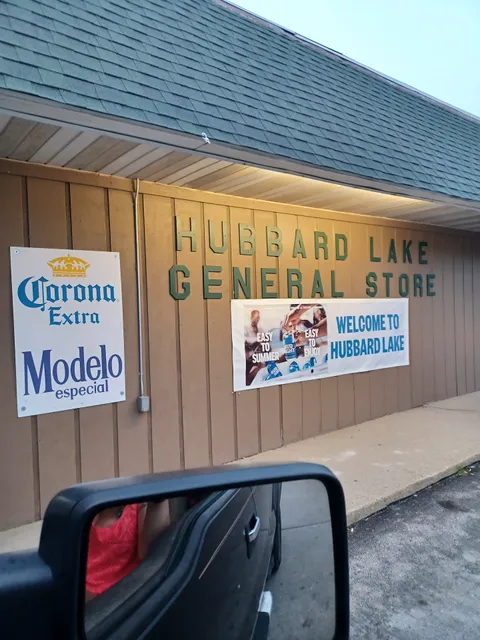 HUBBARD LAKE
GENERAL STORE
Corona
Extra
Modelo
especial
EASY
TO
SUMMER
EASY
TO
ENJOY
WELCOME TO
HUBBARD LAKE